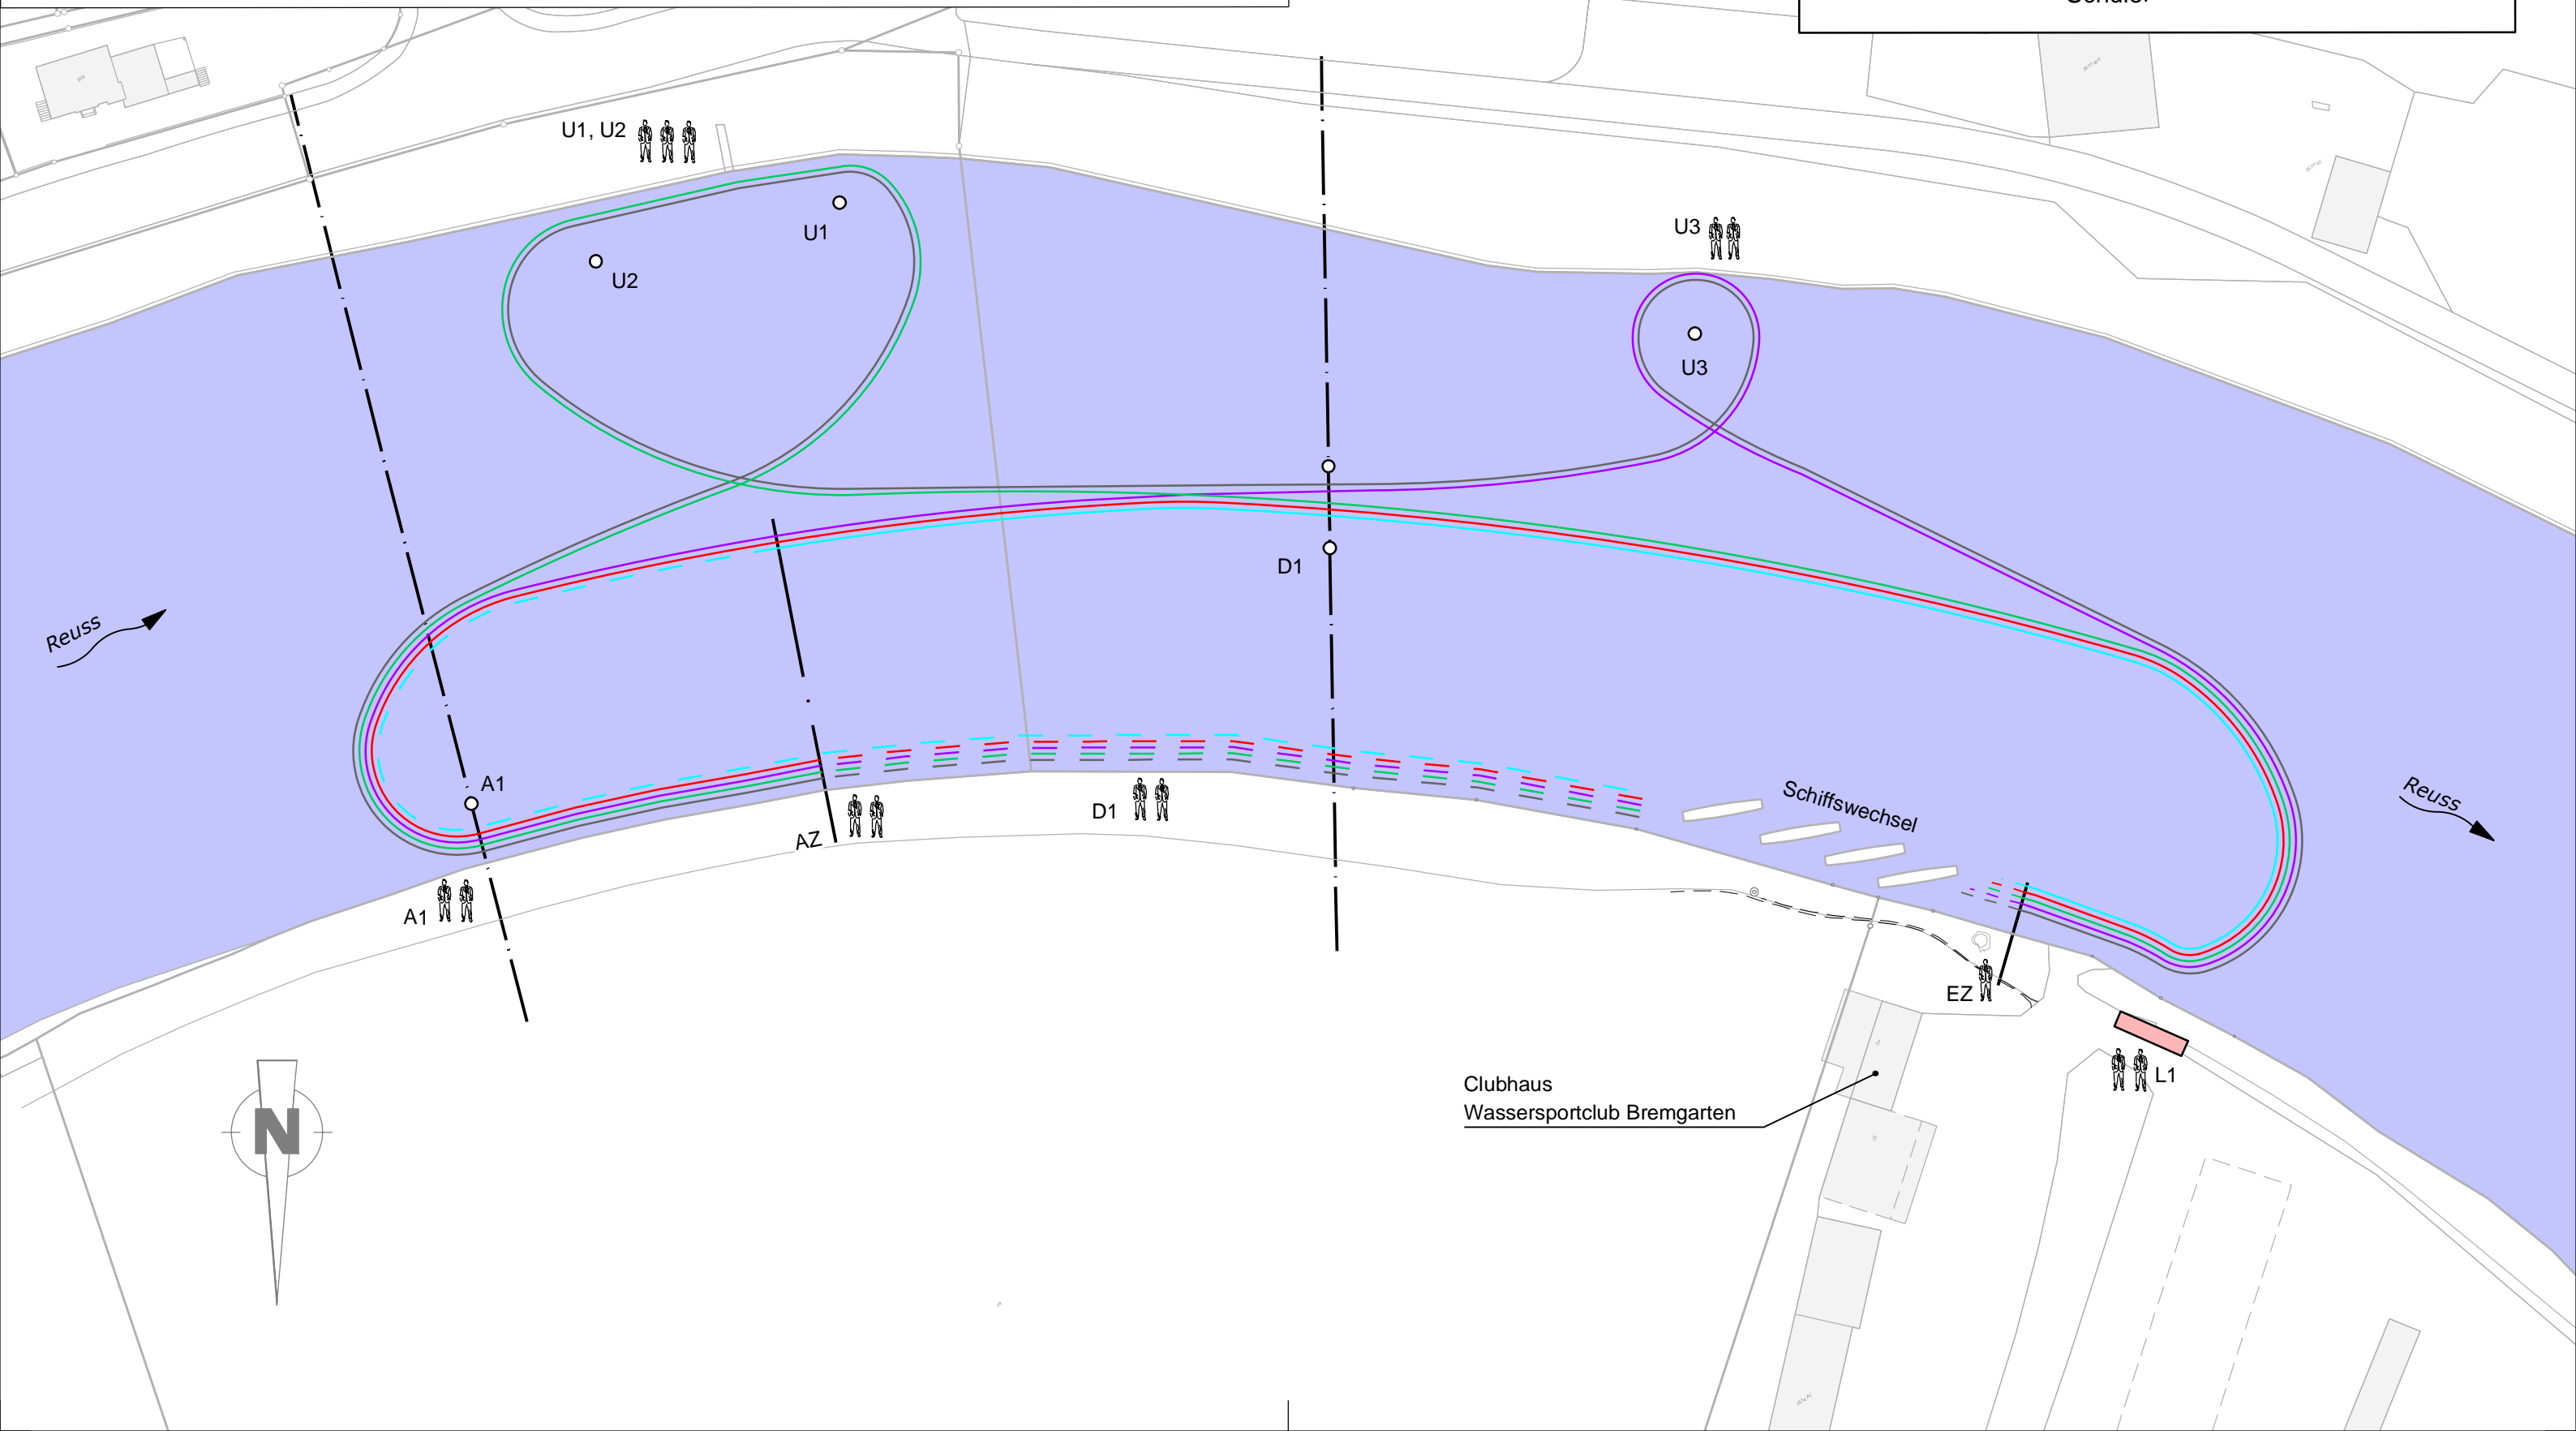 U1, U2
U1
U2
U3
U3
D1
Reuss
A1
Schiffswechsel
Reuss
AZ
D1
A1
EZ
L1
Clubhaus
Wassersportclub Bremgarten
N